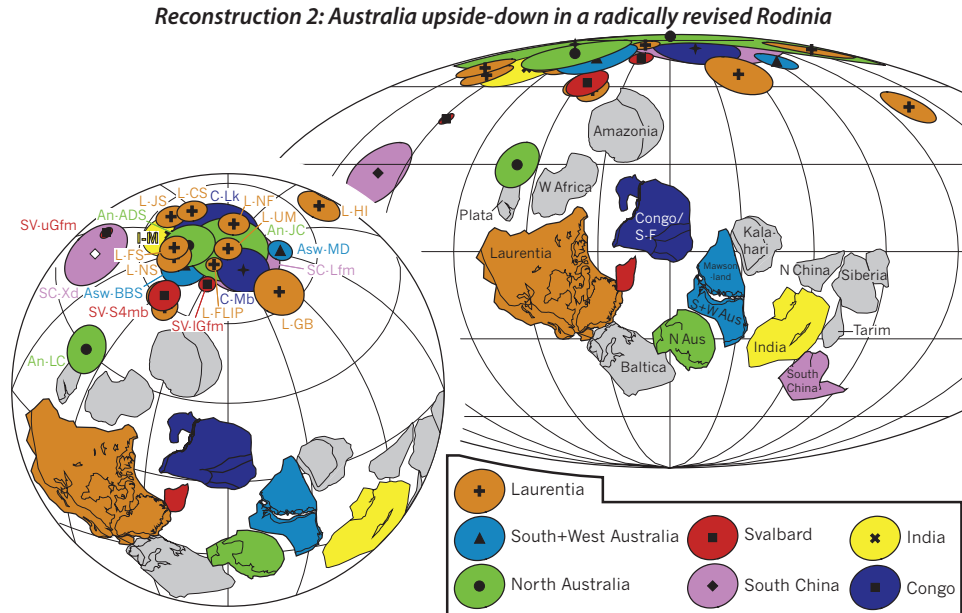 Reconstruction 2: Australia upside-down in a radically revised Rodinia
Amazonia
W Africa
Plata
Congo/
S-F
Laurentia
Kala-
hari
Mawson
-land
S+W Aus
N China
Siberia
Tarim
N Aus
India
Baltica
South
China
L-CS
C-Lk
L-JS
L-NF
L-HI
An-ADS
L-UM
SV-uGfm
An-JC
I-M
Asw-MD
L-FS
L-NS
SC-Lfm
SC-Xd
Asw-BBS
C-Mb
SV-S4mb
L-FLIP
SV-lGfm
L-GB
An-LC
Laurentia
South+West Australia
Svalbard
India
North Australia
South China
Congo